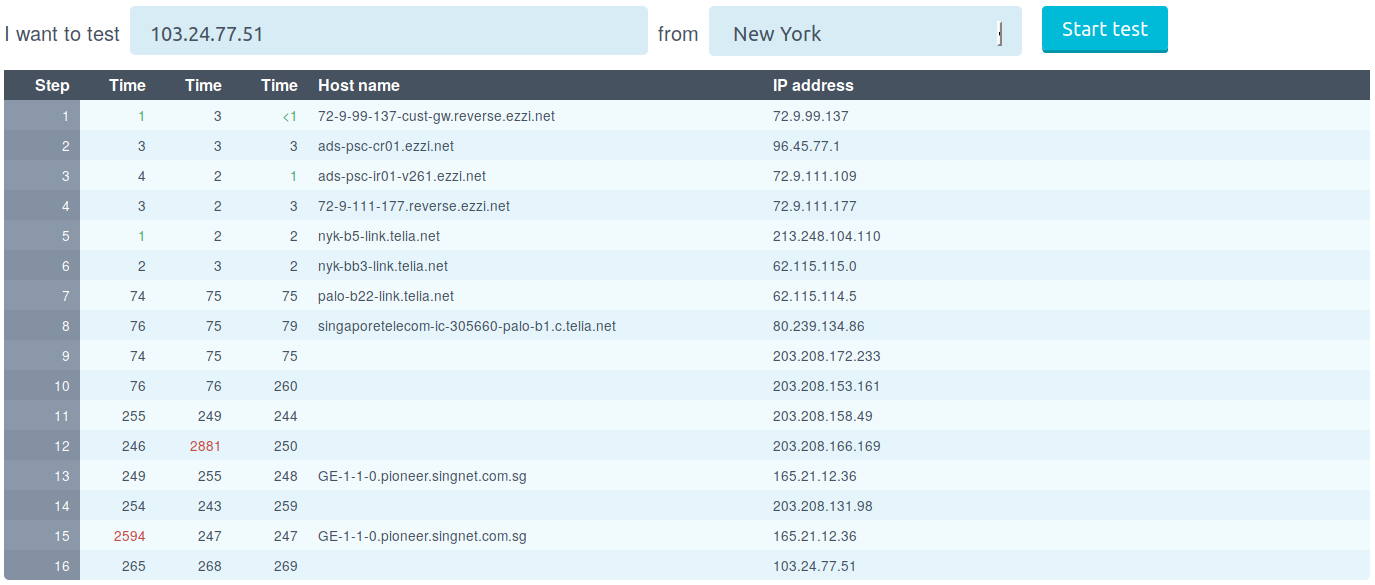 I want to test 103.24.77.51 from New York Start test
Step Time Time Time Host name IP address
1 1 3 <1 72-9-99-137-cust-gw.reverse.ezzi.net 72.9.99.137
2 3 3 3 ads-psc-cr01.ezzi.net 96.45.77.1
3 4 2 1 ads-psc-ir01-v261.ezzi.net 72.9.111.109
4 3 2 3 72-9-111-177.reverse.ezzi.net 72.9.111.177
5 1 2 2 nyk-b5-link.telia.net 213.248.104.110
6 2 3 2 nyk-bb3-link.telia.net 62.115.115.0
7 74 75 75 palo-b22-link.telia.net 62.115.114.5
8 76 75 79 singaporetelecom-ic-305660-palo-b1.c.telia.net 80.239.134.86
9 74 75 75 203.208.172.233
10 76 76 260 203.208.153.161
11 255 249 244 203.208.158.49
12 246 2881 250 203.208.166.169
13 249 255 248 GE-1-1-0.pioneer.singnet.com.sg 165.21.12.36
14 254 243 259 203.208.131.98
15 2594 247 247 GE-1-1-0.pioneer.singnet.com.sg 165.21.12.36
16 265 268 269 103.24.77.51